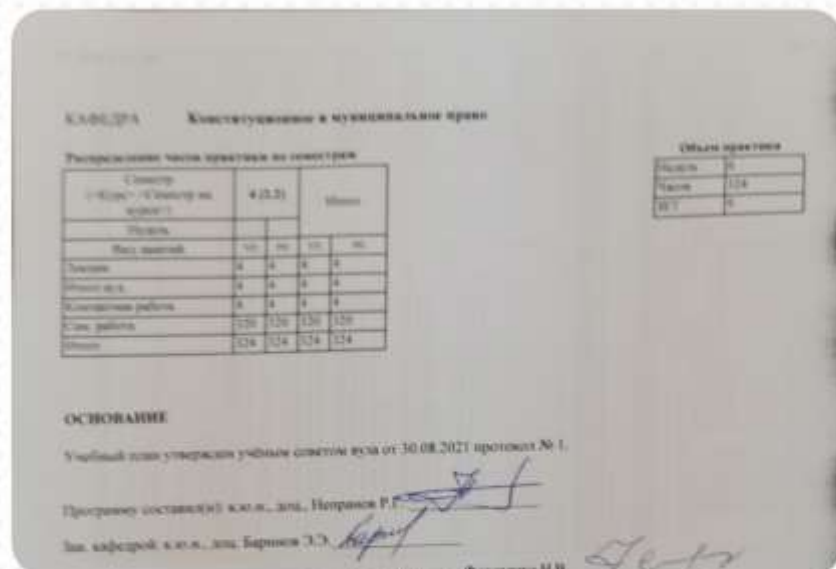 КАФЕДРА Конституционное и муниципальное право
Распределение часов практики по семестрам
Объем практики
Семестр
(<Курс>.<Семестр на курсе>) 4 (2.2) Итого
Недель 6
Часов 324
ЗЕТ 9
Недель
Вид занятий уп рп уп рп
Лекции 4 4 4 4
Итого ауд. 4 4 4 4
Контактная работа 4 4 4 4
Сам. работа 320 320 320 320
Итого 324 324 324 324
ОСНОВАНИЕ
Учебный план утвержден учёным советом вуза от 30.08.2021 протокол № 1.
Программу составил(и): к.ю.н., доц., Непранов Р.Г.
Зав. кафедрой: к.ю.н., доц. Баринов Э.Э.